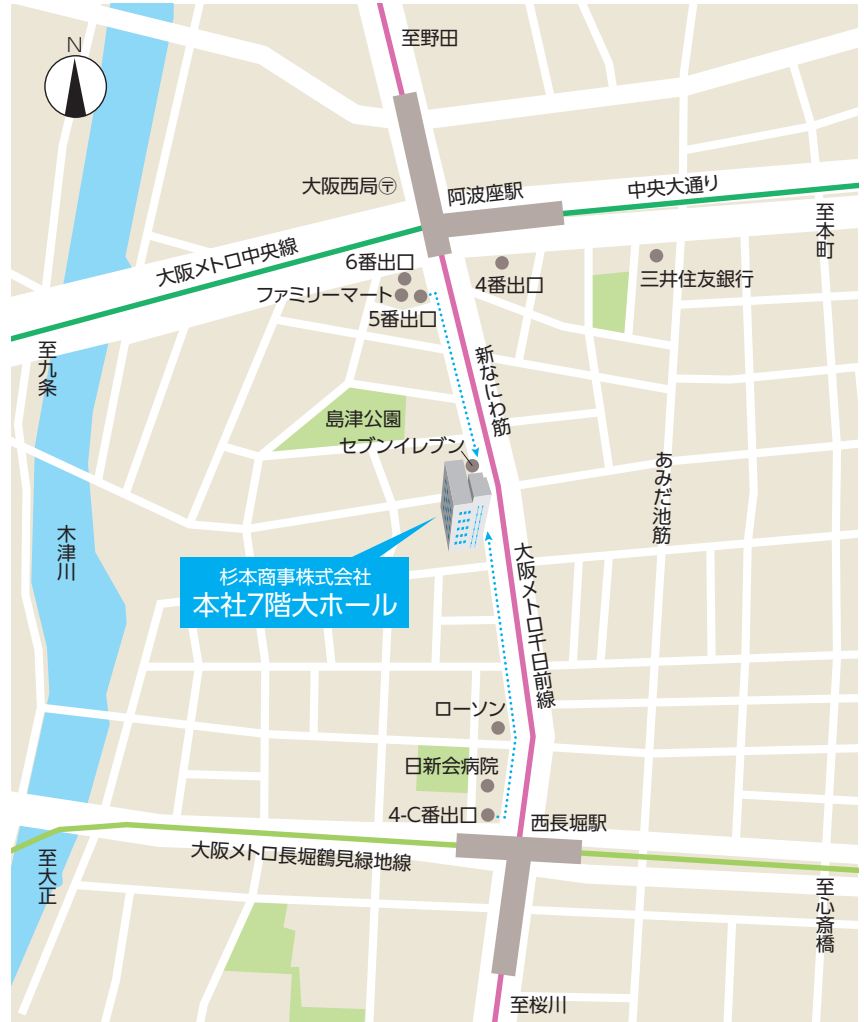 至野田
N
大阪西局〒
阿波座駅
中央大通り
至本町
大阪メトロ中央線
6番出口
4番出口
三井住友銀行
ファミリーマート
5番出口
至九条
新なにわ筋
島津公園
セブンイレブン
あみだ池筋
木津川
杉本商事株式会社
本社7階大ホール
大阪メトロ千日前線
ローソン
日新会病院
4-C番出口
西長堀駅
大阪メトロ長堀鶴見緑地線
至大正
至心斎橋
至桜川